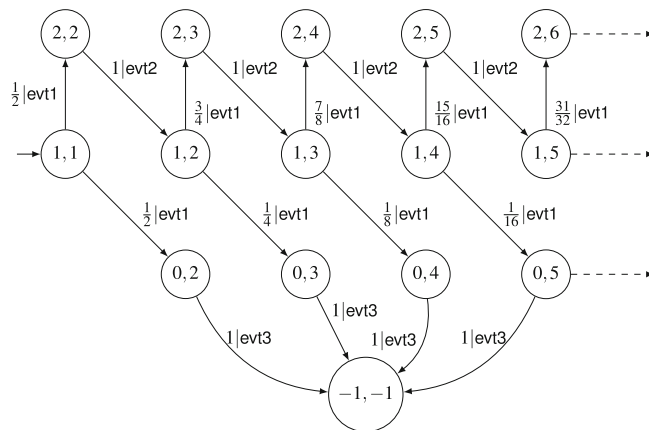 2, 2 2, 3 2, 4 2, 5 2, 6
1|evt2 1|evt2 1|evt2 1|evt2
1/2|evt1 3/4|evt1 7/8|evt1 15/16|evt1 31/32|evt1
1, 1 1, 2 1, 3 1, 4 1, 5
1/2|evt1 1/4|evt1 1/8|evt1 1/16|evt1
0, 2 0, 3 0, 4 0, 5
1|evt3 1|evt3 1|evt3 1|evt3
−1, −1